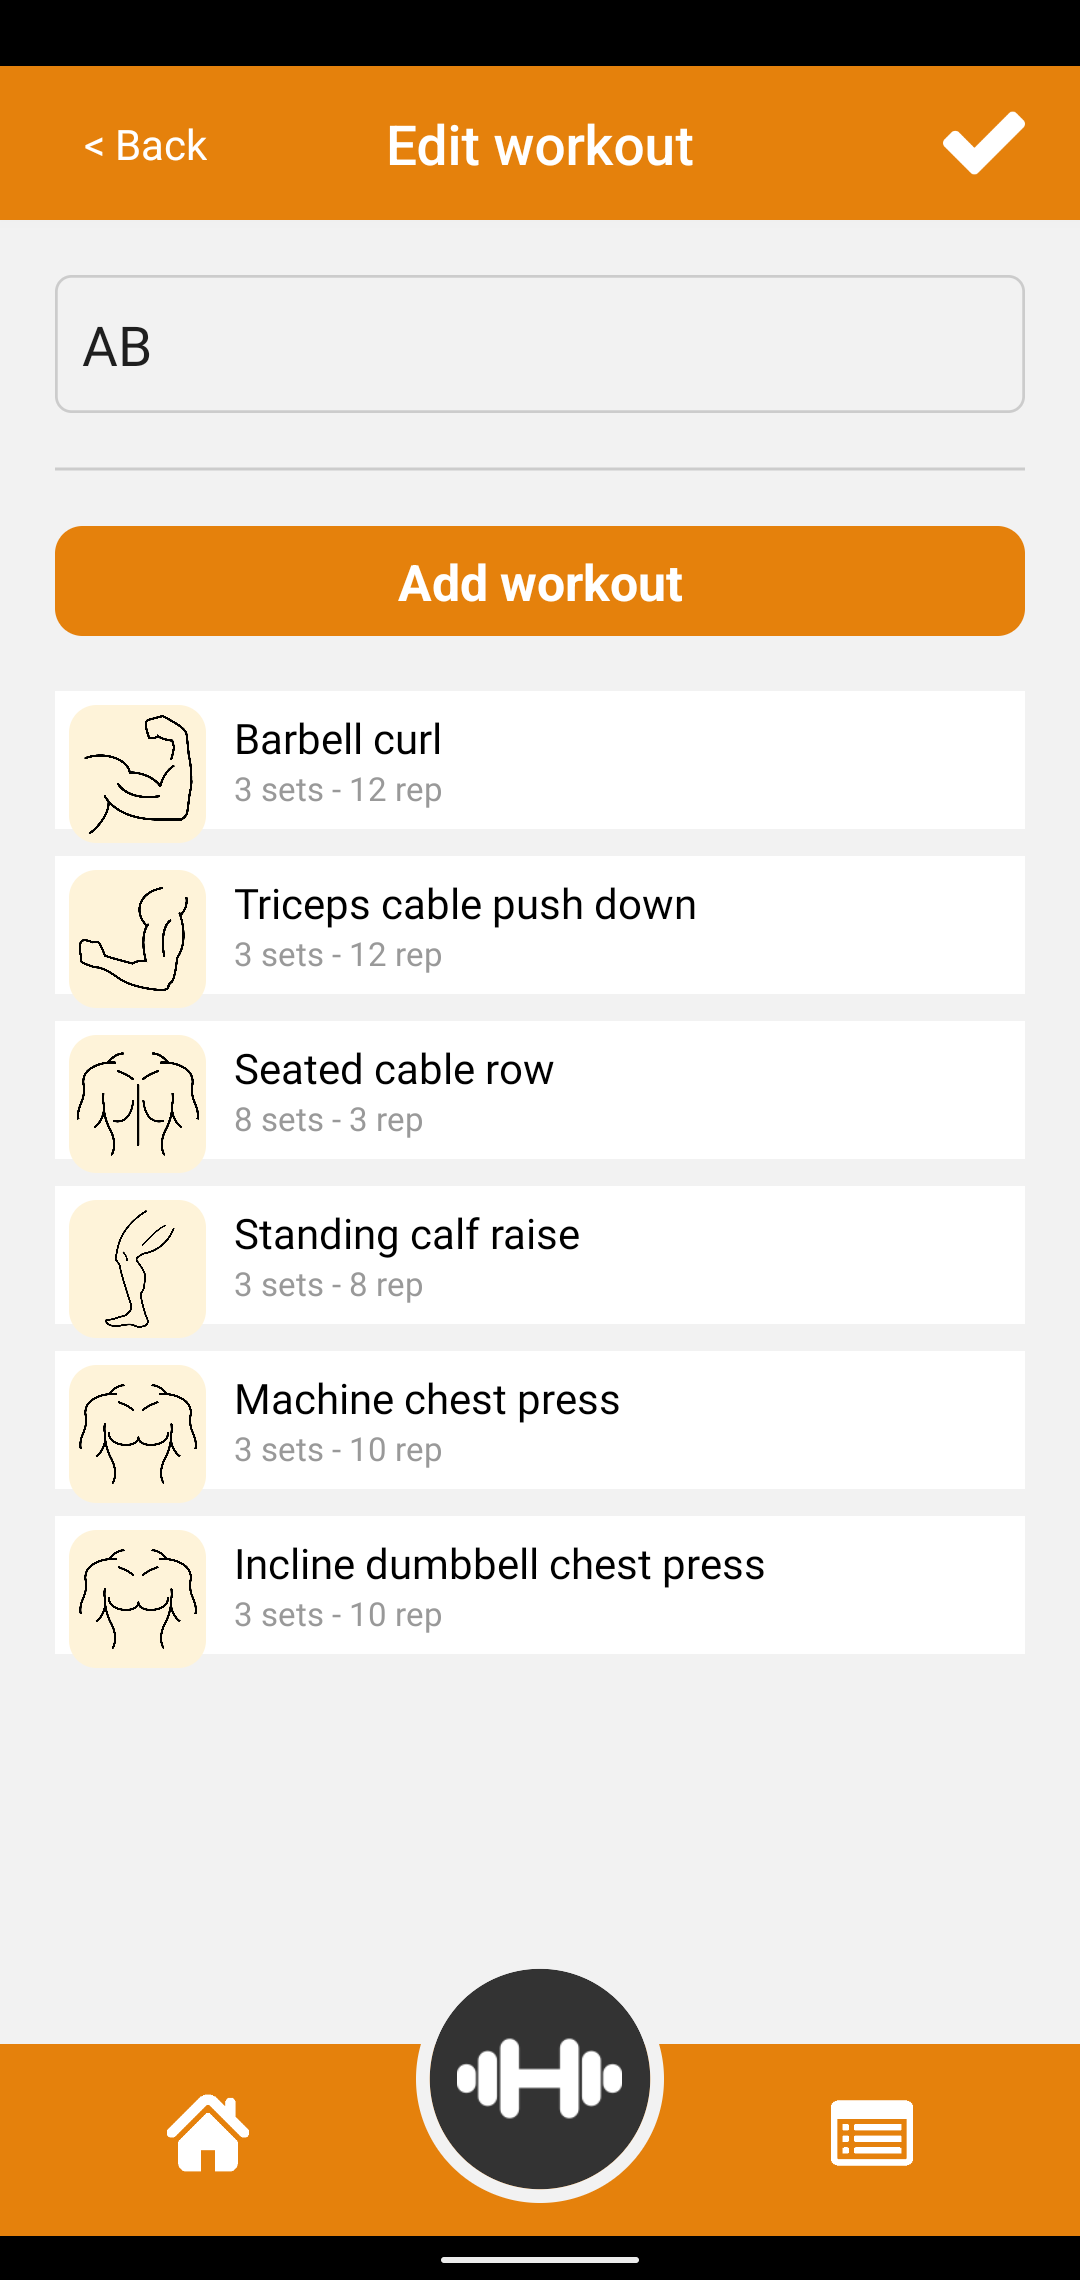 < Back
Edit workout
AB
Add workout
Barbell curl
3 sets - 12 rep
Triceps cable push down
3 sets - 12 rep
Seated cable row
8 sets - 3 rep
Standing calf raise
3 sets - 8 rep
Machine chest press
3 sets - 10 rep
Incline dumbbell chest press
3 sets - 10 rep